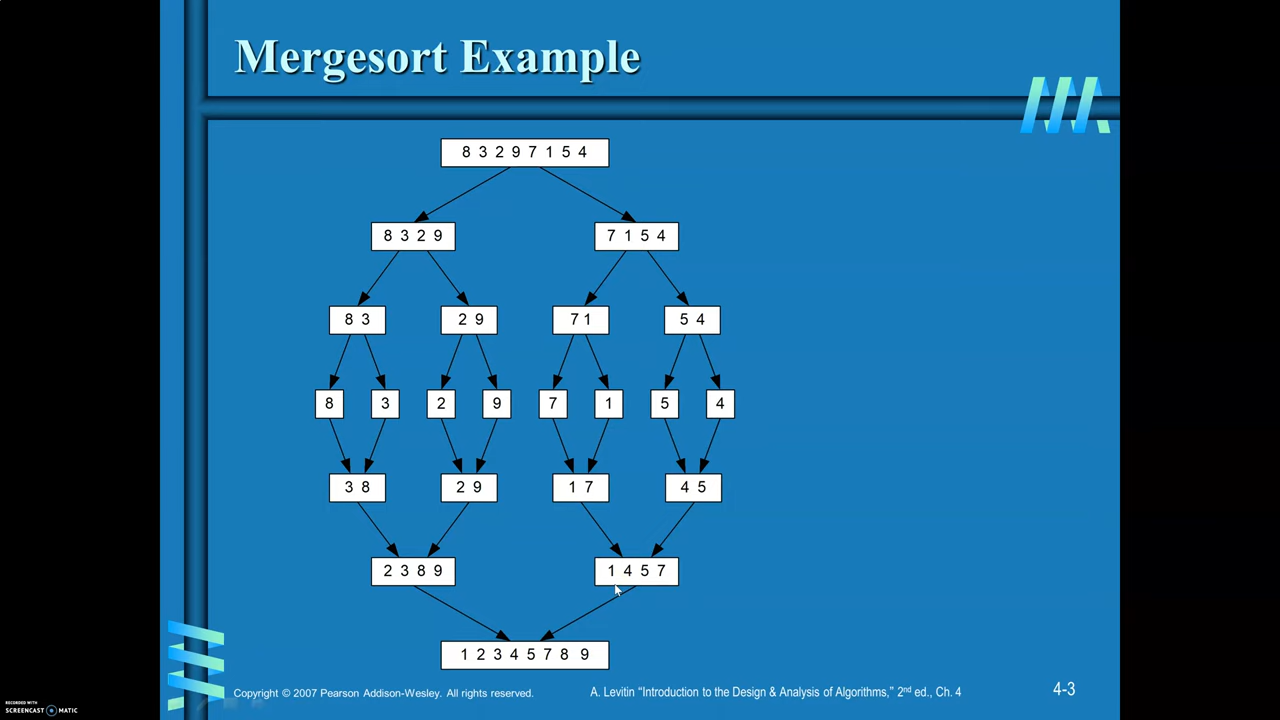 Mergesort Example
8 3 2 9 7 1 5 4
8 3 2 9
7 1 5 4
8 3
2 9
7 1
5 4
8
3
2
9
7
1
5
4
3 8
2 9
1 7
4 5
2 3 8 9
1 4 5 7
1 2 3 4 5 7 8 9
Copyright © 2007 Pearson Addison-Wesley. All rights reserved.
A. Levitin “Introduction to the Design & Analysis of Algorithms,” 2nd ed., Ch. 4
4-3
RECORDED WITH
SCREENCAST MATIC